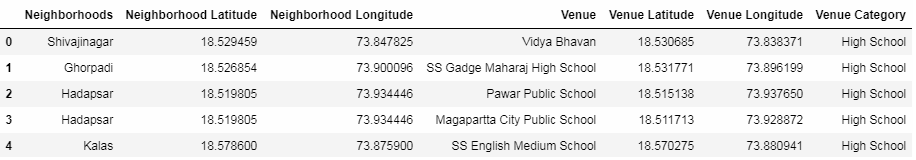 Neighborhoods Neighborhood Latitude Neighborhood Longitude Venue Venue Latitude Venue Longitude Venue Category
0 Shivajinagar 18.529459 73.847825 Vidya Bhavan 18.530685 73.838371 High School
1 Ghorpadi 18.526854 73.900096 SS Gadge Maharaj High School 18.531771 73.896199 High School
2 Hadapsar 18.519805 73.934446 Pawar Public School 18.515138 73.937650 High School
3 Hadapsar 18.519805 73.934446 Magapartta City Public School 18.511713 73.928872 High School
4 Kalas 18.578600 73.875900 SS English Medium School 18.570275 73.880941 High School